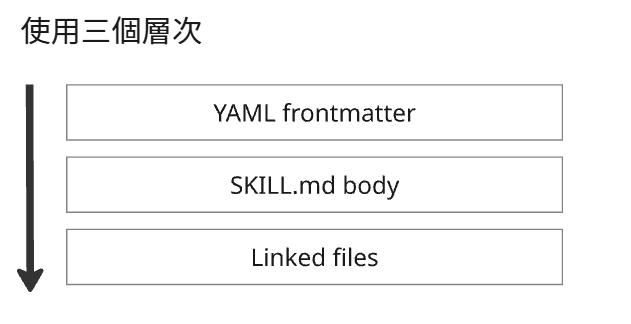 使用三個層次
YAML frontmatter
SKILL.md body
Linked files